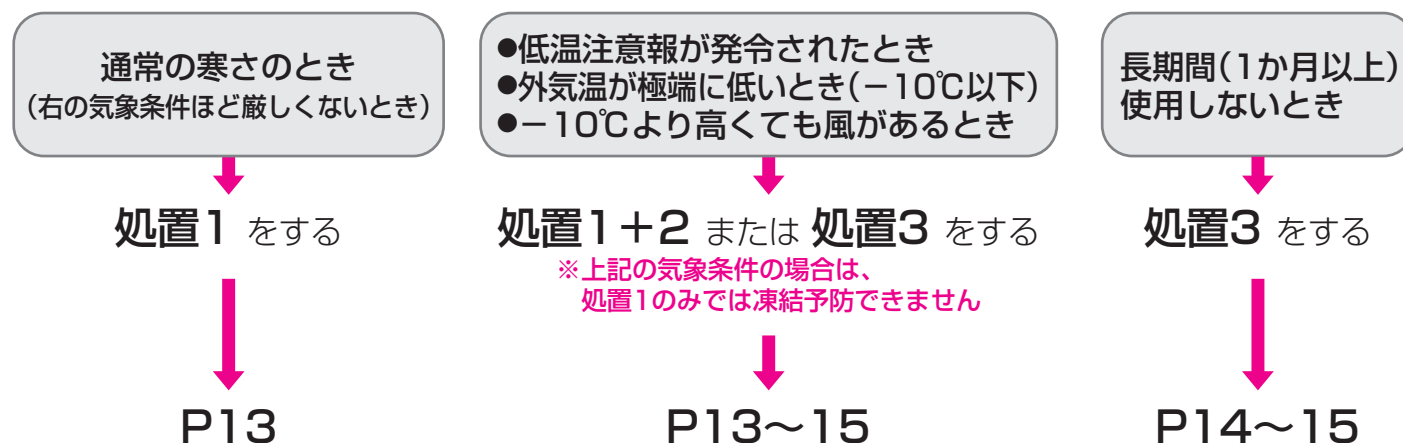 通常の寒さのとき
（右の気象条件ほど厳しくないとき）
処置1 をする
P13
●低温注意報が発令されたとき
●外気温が極端に低いとき（－10℃以下）
●－10℃より高くても風があるとき
処置1＋2 または 処置3 をする
※上記の気象条件の場合は、
処置1のみでは凍結予防できません
P13～15
長期間（1か月以上）
使用しないとき
処置3 をする
P14～15